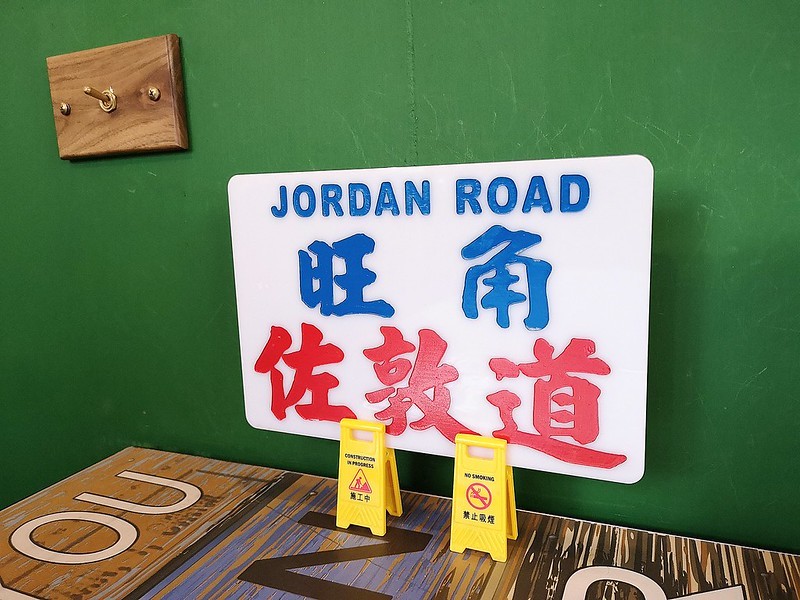 JORDAN ROAD
旺角
佐敦道
CONSTRUCTION
IN PROGRESS
施工中
NO SMOKING
禁止吸煙
OU